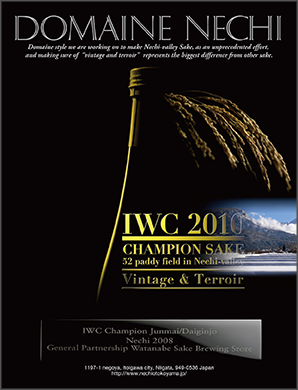 DOMAINE NECHI
Domaine style we are working on to make Nechi-valley Sake, as an unprecedented effort,
and making sure of "vintage and terroir" represents the biggest difference from other sake.
IWC 2010
CHAMPION SAKE
52 paddy field in Nechi-valley
Vintage & Terroir
IWC Champion Junmai/Daiginjo
Nechi 2008
General Partnership Watanabe Sake Brewing Store
1197-1 negoya, itoigawa city, Niigata, 949-0536 Japan
http://www.nechiotokoyama.jp/